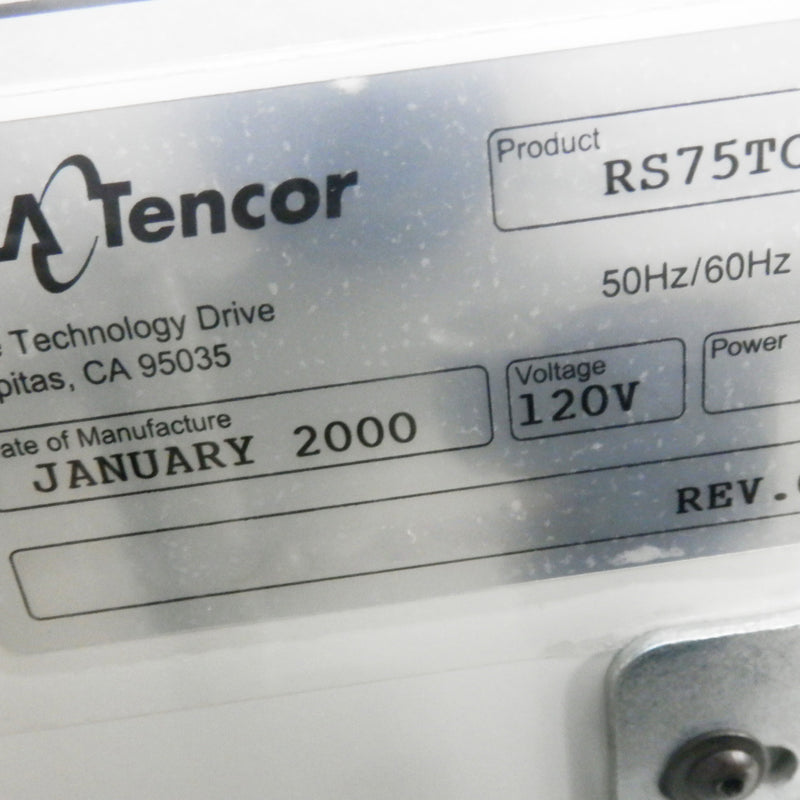 Tencor
Product
RS75TC
50Hz/60Hz
Technology Drive
pitas, CA 95035
ate of Manufacture
JANUARY 2000
Voltage
120V
Power
REV.